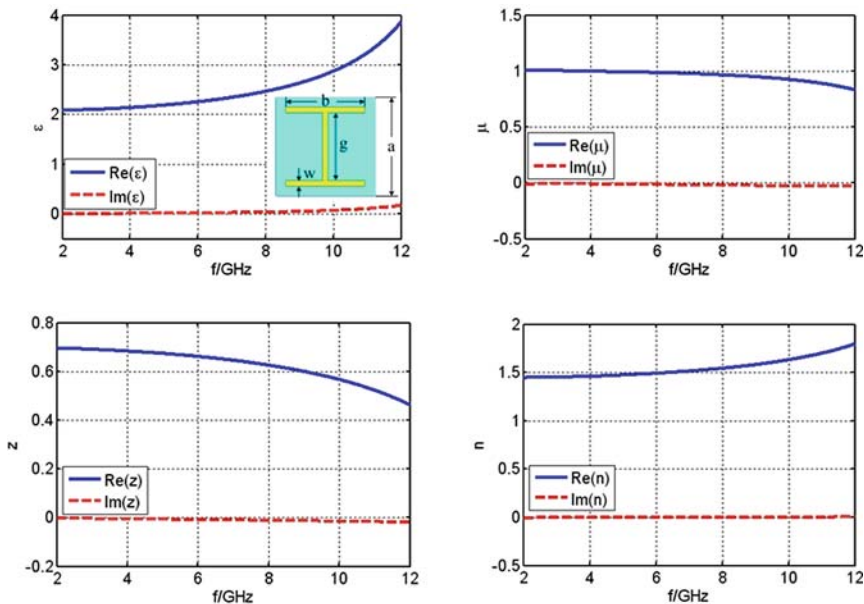 4
3
2
1
0
ε
Re(ε)
Im(ε)
b
g
a
w
2 4 6 8 10 12
f/GHz
1.5
1
0.5
0
-0.5
μ
Re(μ)
Im(μ)
2 4 6 8 10 12
f/GHz
0.8
0.6
0.4
0.2
0
-0.2
z
Re(z)
Im(z)
2 4 6 8 10 12
f/GHz
2
1.5
1
0.5
0
-0.5
n
Re(n)
Im(n)
2 4 6 8 10 12
f/GHz